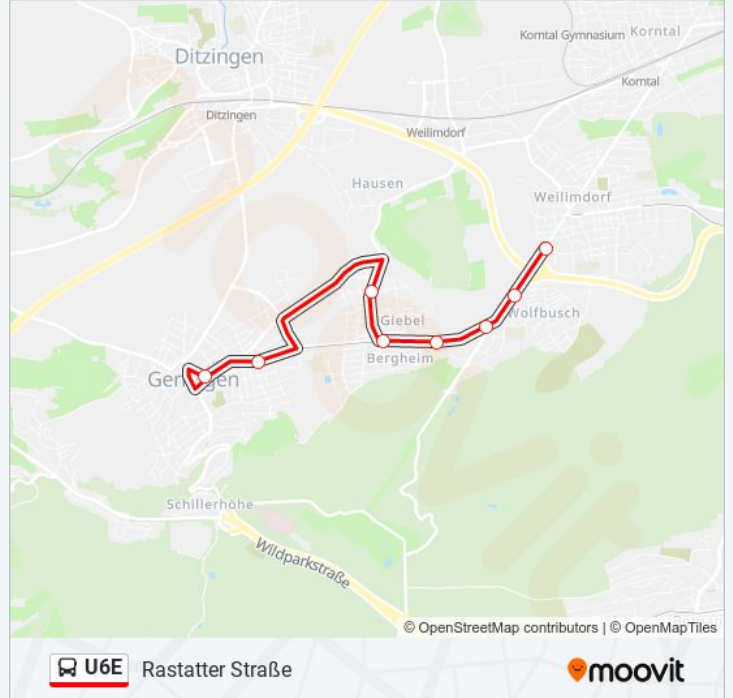 Ditzingen
Korntal Gymnasium
Korntal
Korntal
Ditzingen
Weilimdorf
Hausen
Weilimdorf
Giebel
Wolfbusch
Bergheim
Schillerhöhe
Wildparkstraße
© OpenStreetMap contributors | © OpenMapTiles
U6E Rastatter Straße
moovit